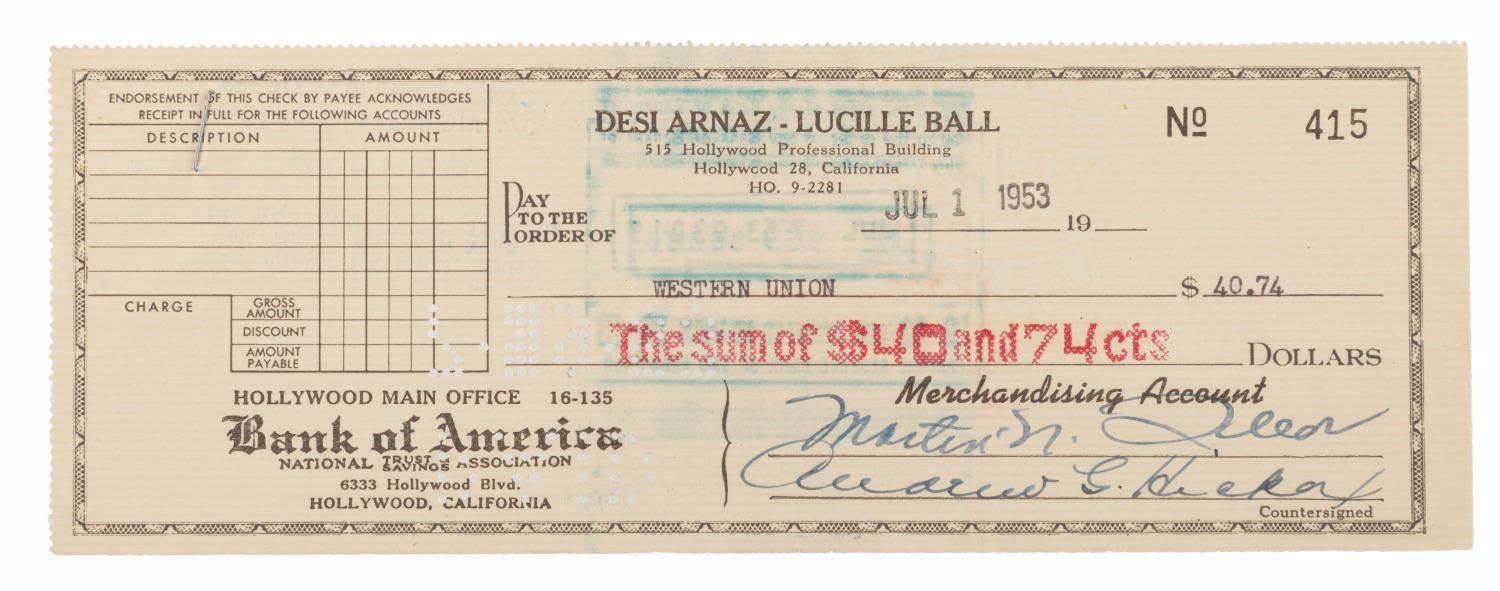 ENDORSEMENT OF THIS CHECK BY PAYEE ACKNOWLEDGES
RECEIPT IN FULL FOR THE FOLLOWING ACCOUNTS
DESCRIPTION AMOUNT
CHARGE
GROSS
AMOUNT
DISCOUNT
AMOUNT
PAYABLE
DESI ARNAZ - LUCILLE BALL
515 Hollywood Professional Building
Hollywood 28, California
HO. 9-2281
Nº 415
JUL 1 1953
19
PAY
TO THE
ORDER OF
WESTERN UNION $ 40.74
The sum of $40 and 74 cts DOLLARS
HOLLYWOOD MAIN OFFICE 16-135
Bank of America
NATIONAL TRUST & SAVINGS ASSOCIATION
6333 Hollywood Blvd.
HOLLYWOOD, CALIFORNIA
Merchandising Account
Martin N.
Andrew G. Hickox
Countersigned